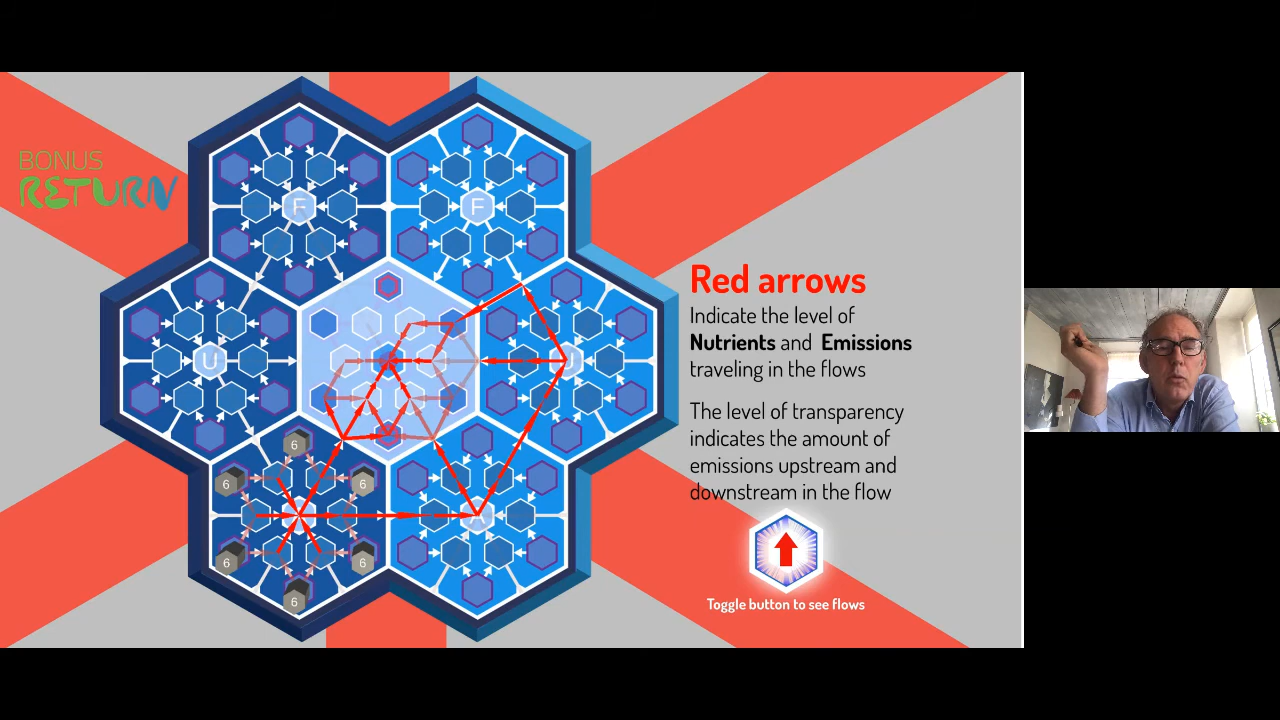 BONUS
RETURN
F
F
Red arrows
Indicate the level of
Nutrients and Emissions
traveling in the flows
U
The level of transparency
indicates the amount of
emissions upstream and
downstream in the flow
6
6
6
6
6
6
Toggle button to see flows